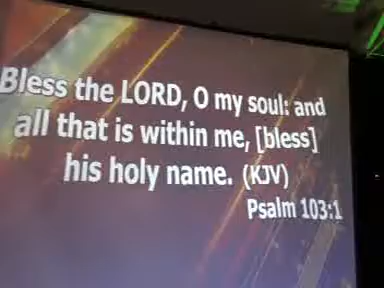 Bless the LORD, O my soul: and
all that is within me, [bless]
his holy name. (KJV)
Psalm 103:1